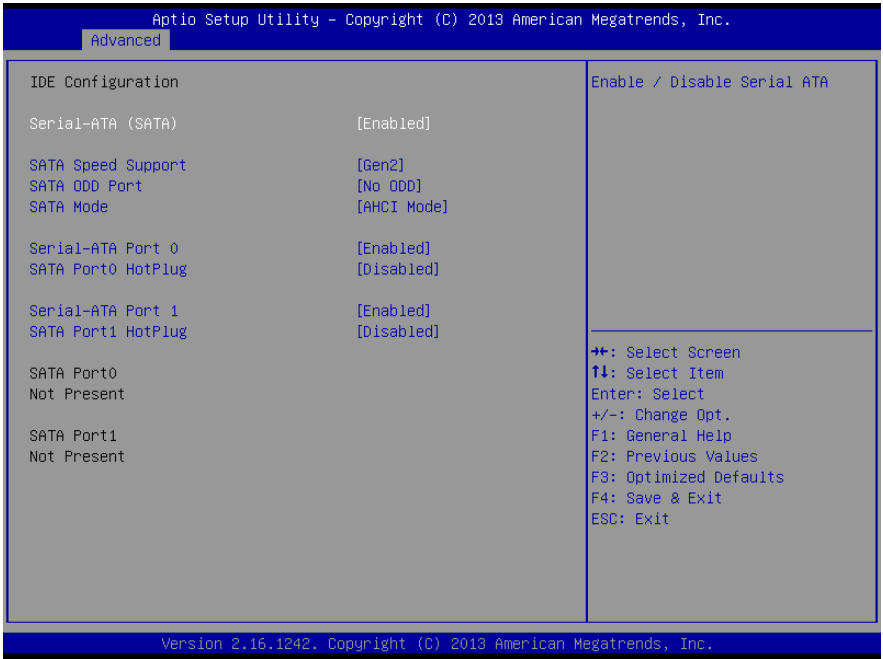 Aptio Setup Utility – Copyright (C) 2013 American Megatrends, Inc.
Advanced
IDE Configuration
Serial-ATA (SATA) [Enabled]
SATA Speed Support [Gen2]
SATA ODD Port [No ODD]
SATA Mode [AHCI Mode]
Serial-ATA Port 0 [Enabled]
SATA Port0 HotPlug [Disabled]
Serial-ATA Port 1 [Enabled]
SATA Port1 HotPlug [Disabled]
SATA Port0
Not Present
SATA Port1
Not Present
Enable / Disable Serial ATA
→←: Select Screen
↑↓: Select Item
Enter: Select
+/-: Change Opt.
F1: General Help
F2: Previous Values
F3: Optimized Defaults
F4: Save & Exit
ESC: Exit
Version 2.16.1242. Copyright (C) 2013 American Megatrends, Inc.